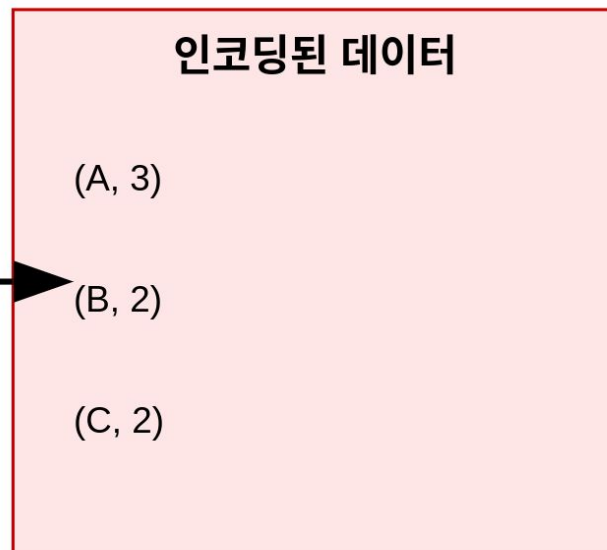 인코딩된 데이터
(A, 3)
(B, 2)
(C, 2)